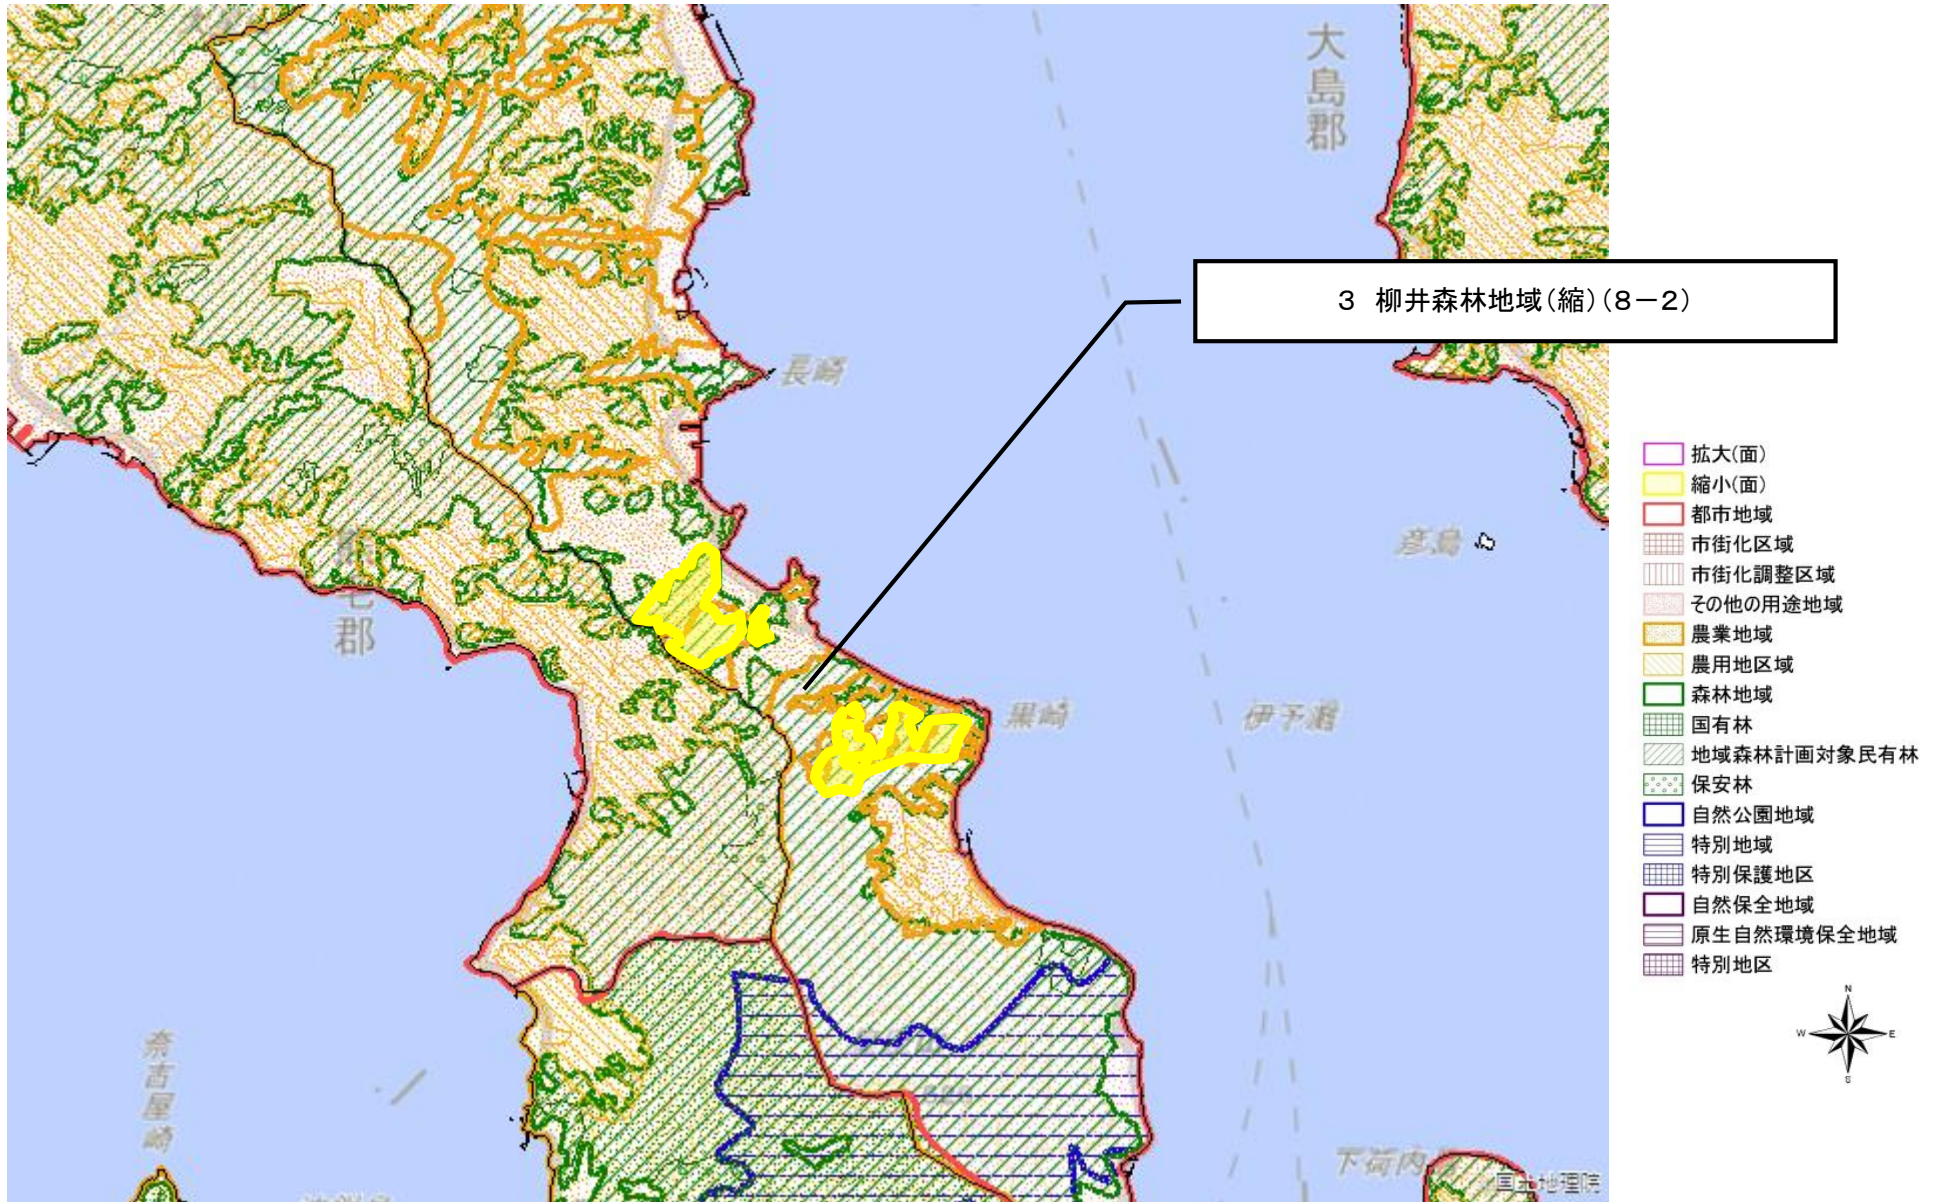 大島郡
3 柳井森林地域(縮)(8－2)
長崎
彦島
毛郡
黒崎
伊予灘
奈古屋崎
下荷内
国土地理院
拡大(面)
縮小(面)
都市地域
市街化区域
市街化調整区域
その他の用途地域
農業地域
農用地区域
森林地域
国有林
地域森林計画対象民有林
保安林
自然公園地域
特別地域
特別保護地区
自然保全地域
原生自然環境保全地域
特別地区
N
W E
S